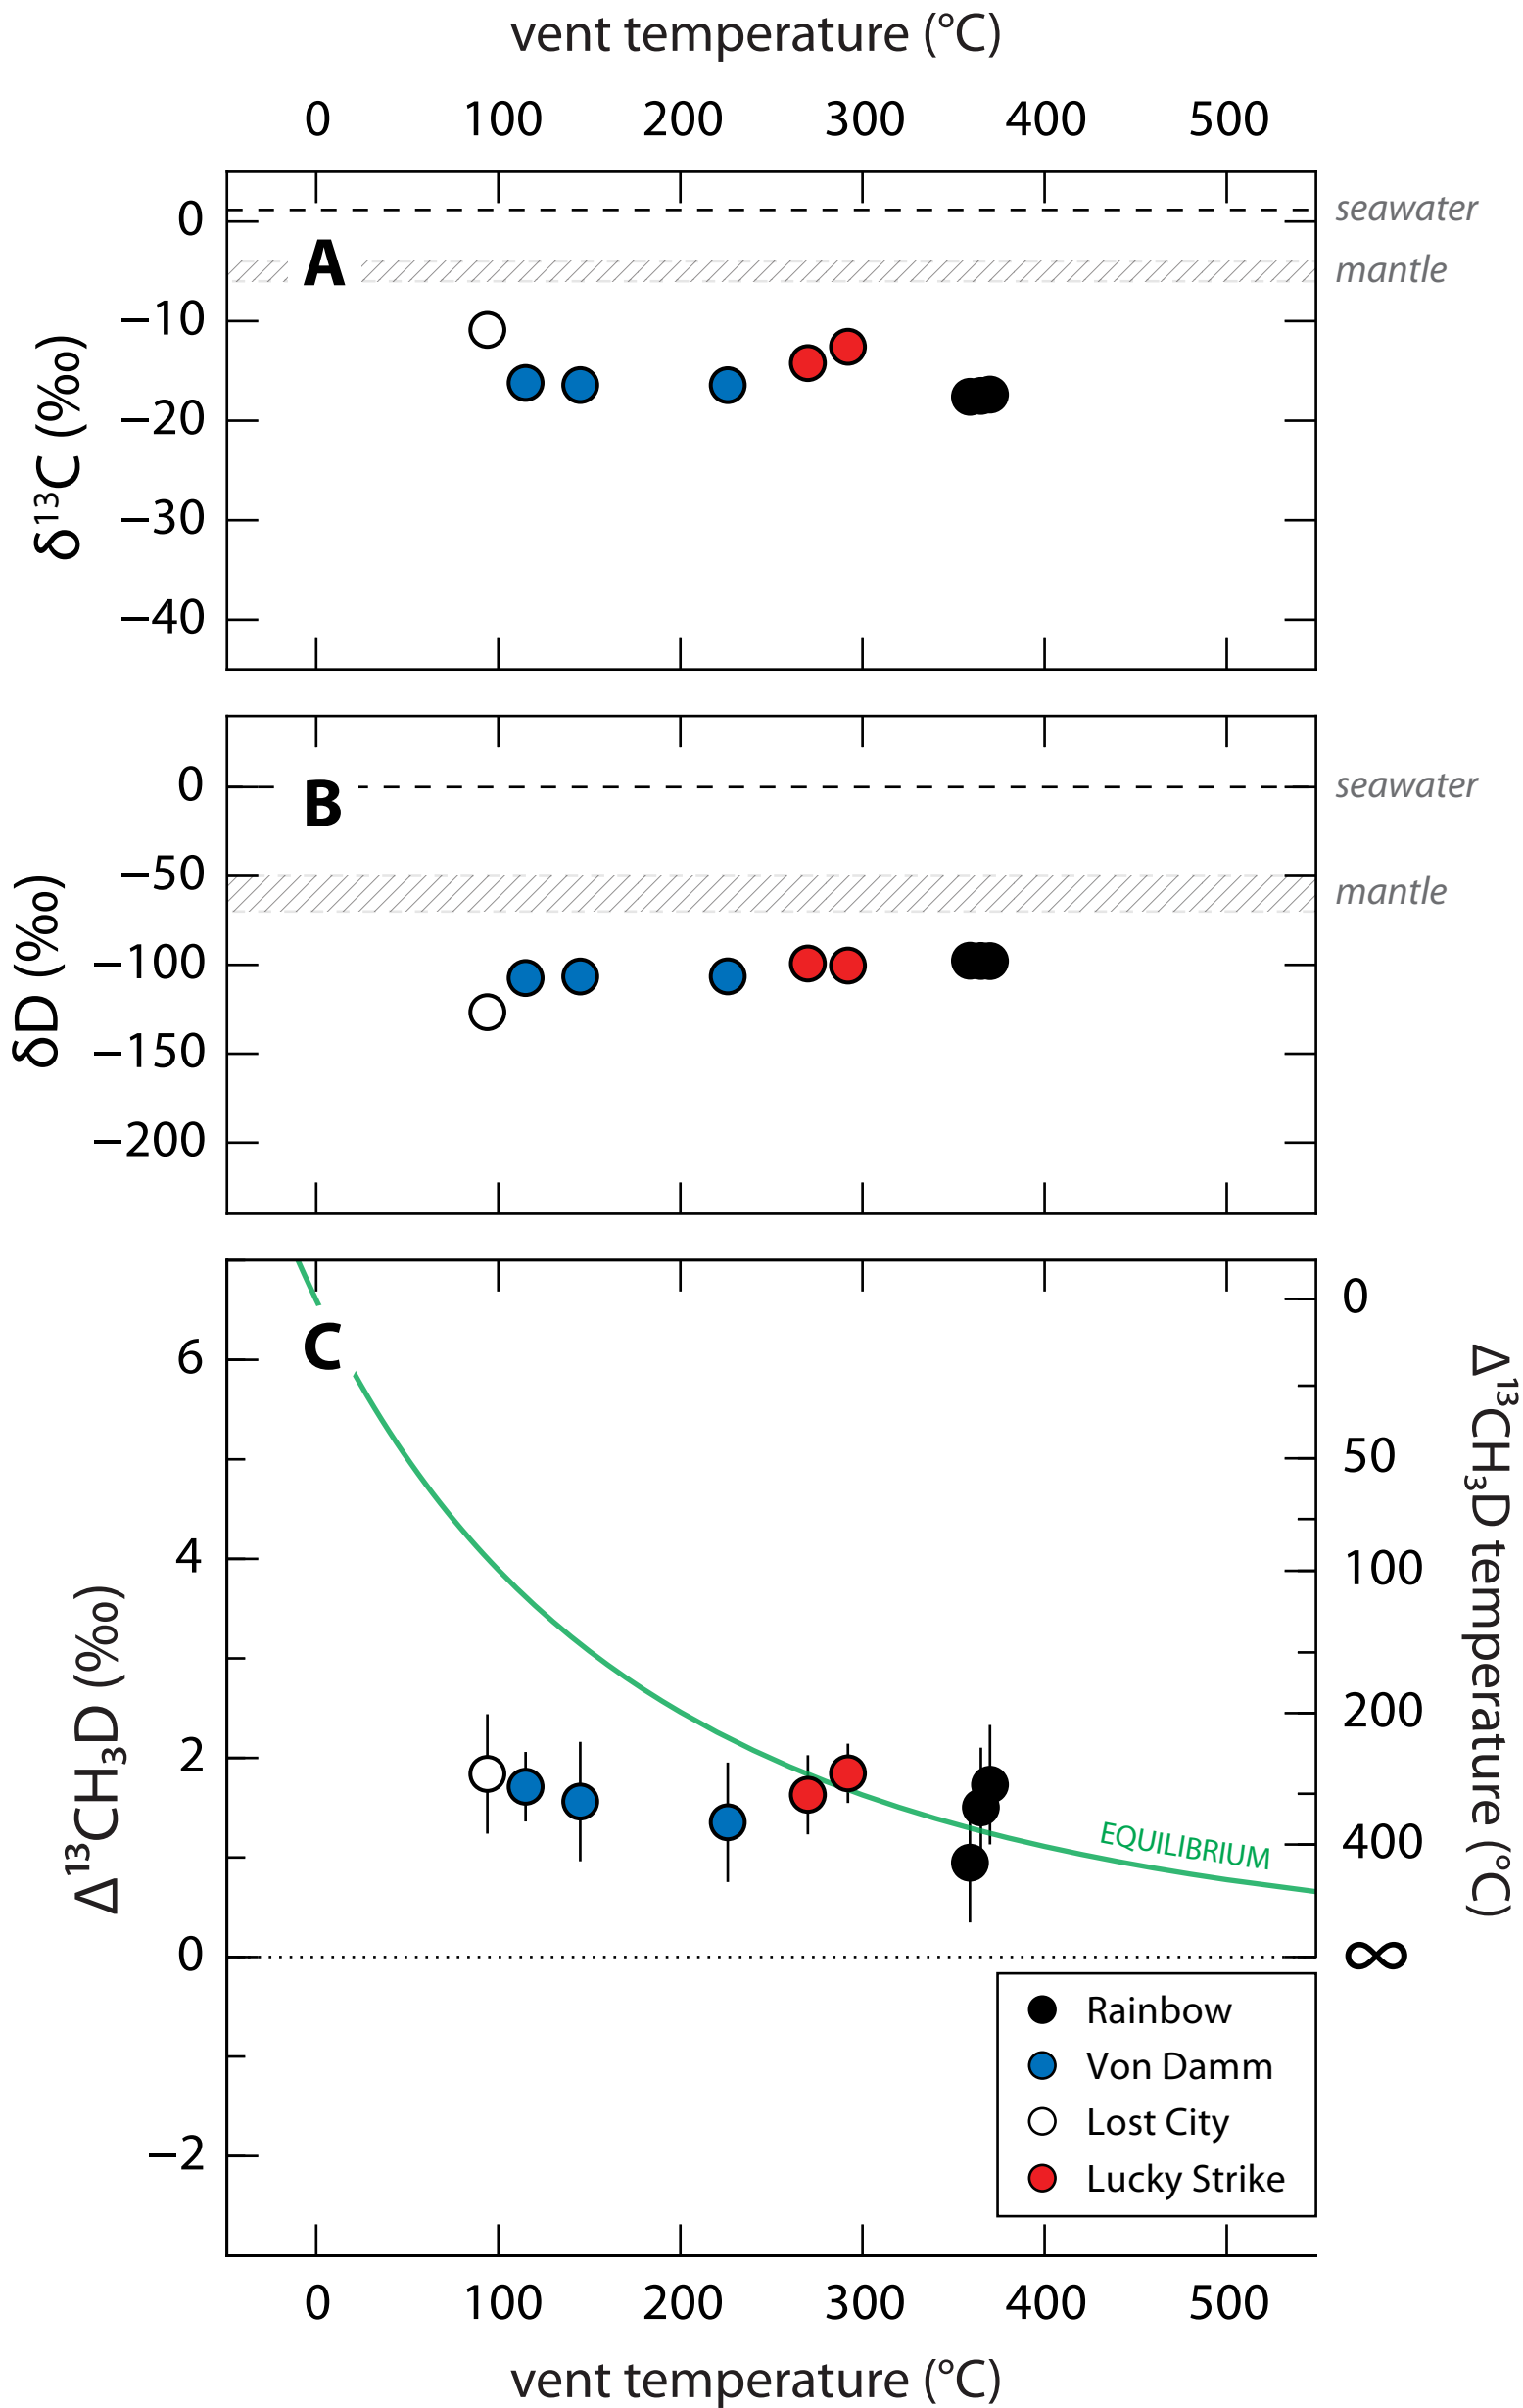 vent temperature (°C)
0 100 200 300 400 500
δ¹³C (‰)
0
−10
−20
−30
−40
A
seawater
mantle
δD (‰)
0
−50
−100
−150
−200
B
seawater
mantle
Δ¹³CH₃D (‰)
6
4
2
0
−2
C
EQUILIBRIUM
0
50
100
200
400
∞
Δ¹³CH₃D temperature (°C)
Rainbow
Von Damm
Lost City
Lucky Strike
0 100 200 300 400 500
vent temperature (°C)